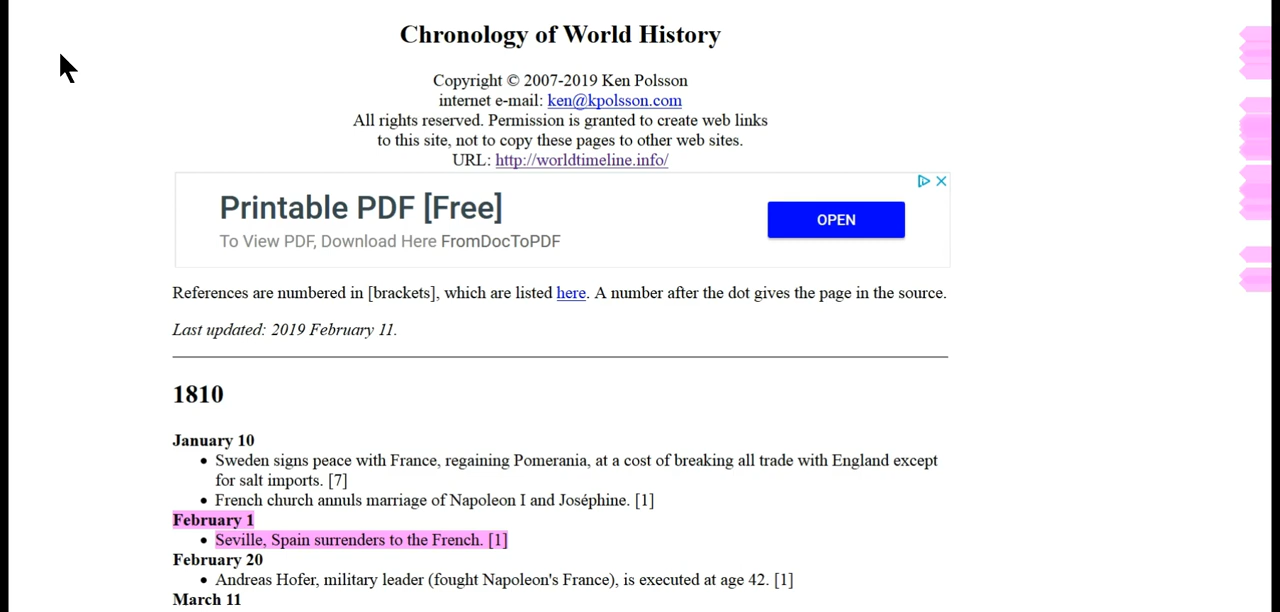 Chronology of World History
Copyright © 2007-2019 Ken Polsson
internet e-mail: ken@kpolsson.com
All rights reserved. Permission is granted to create web links
to this site, not to copy these pages to other web sites.
URL: http://worldtimeline.info/
Printable PDF [Free]
To View PDF, Download Here FromDocToPDF
OPEN
References are numbered in [brackets], which are listed here. A number after the dot gives the page in the source.
Last updated: 2019 February 11.
1810
January 10
• Sweden signs peace with France, regaining Pomerania, at a cost of breaking all trade with England except
for salt imports. [7]
• French church annuls marriage of Napoleon I and Joséphine. [1]
February 1
• Seville, Spain surrenders to the French. [1]
February 20
• Andreas Hofer, military leader (fought Napoleon's France), is executed at age 42. [1]
March 11